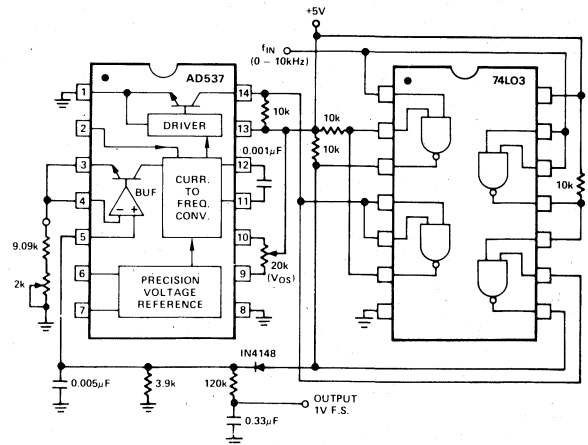 +5V
fIN
(0 – 10kHz)
AD537
74L03
1
14
10k
DRIVER
2
13
10k
10k
0.001µF
3
12
BUF
CURR.
TO
FREQ.
CONV.
10k
4
11
– +
5
10
9.09k
20k
(VOS)
6
9
PRECISION
VOLTAGE
REFERENCE
2k
7
8
IN4148
0.005µF
3.9k
120k
OUTPUT
1V F.S.
0.33µF